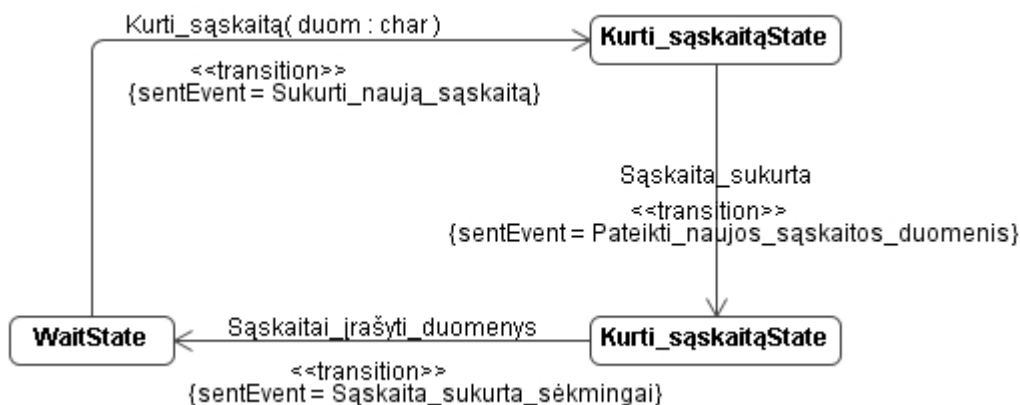 Kurti_sąskaitą( duom : char )
<<transition>>
{sentEvent = Sukurti_naują_sąskaitą}
Kurti_sąskaitąState
Sąskaita_sukurta
<<transition>>
{sentEvent = Pateikti_naujos_sąskaitos_duomenis}
Kurti_sąskaitąState
Sąskaitai_įrašyti_duomenys
<<transition>>
{sentEvent = Sąskaita_sukurta_sėkmingai}
WaitState